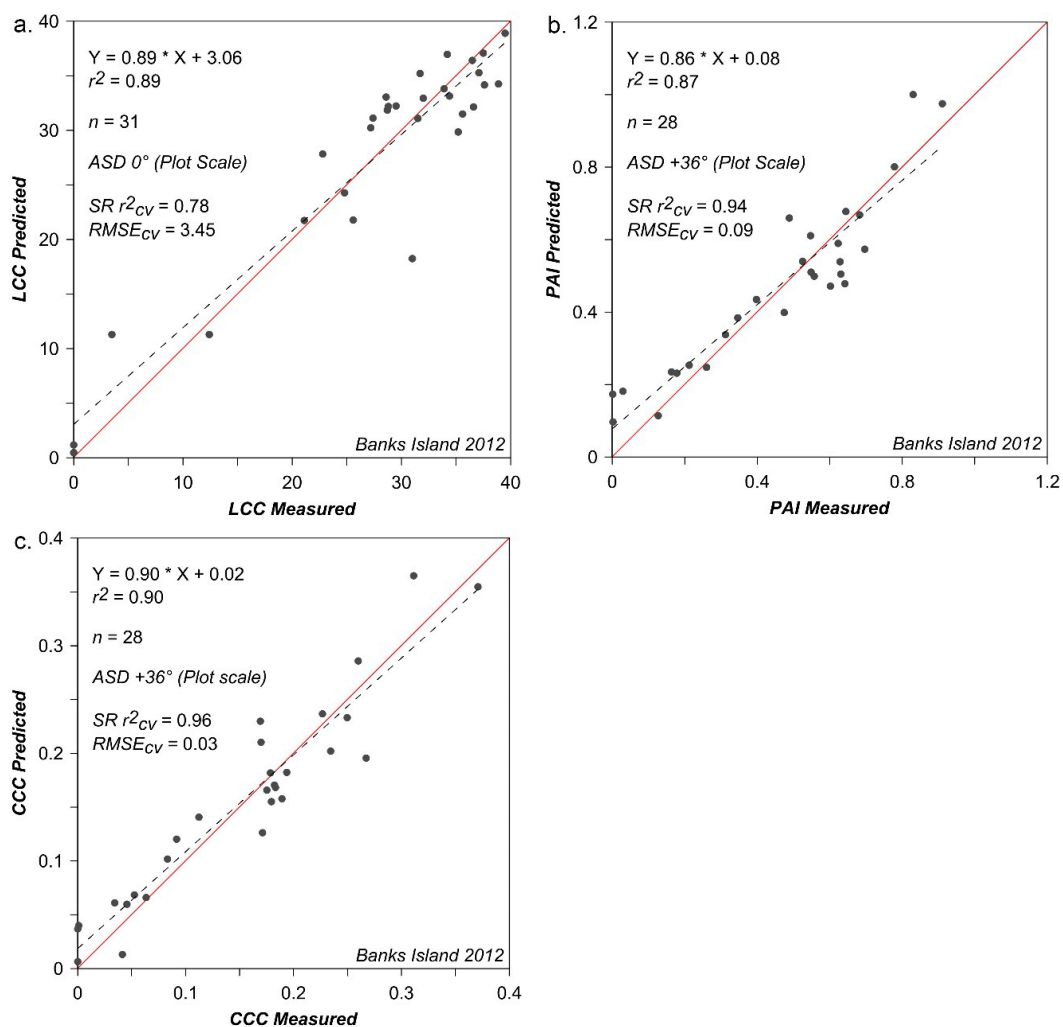 a.
40
30
20
10
0
LCC Predicted
Y = 0.89 * X + 3.06
r² = 0.89
n = 31
ASD 0° (Plot Scale)
SR r²CV = 0.78
RMSECV = 3.45
Banks Island 2012
0 10 20 30 40
LCC Measured
b.
1.2
0.8
0.4
0
PAI Predicted
Y = 0.86 * X + 0.08
r² = 0.87
n = 28
ASD +36° (Plot Scale)
SR r²CV = 0.94
RMSECV = 0.09
Banks Island 2012
0 0.4 0.8 1.2
PAI Measured
c.
0.4
0.3
0.2
0.1
0
CCC Predicted
Y = 0.90 * X + 0.02
r² = 0.90
n = 28
ASD +36° (Plot scale)
SR r²CV = 0.96
RMSECV = 0.03
Banks Island 2012
0 0.1 0.2 0.3 0.4
CCC Measured